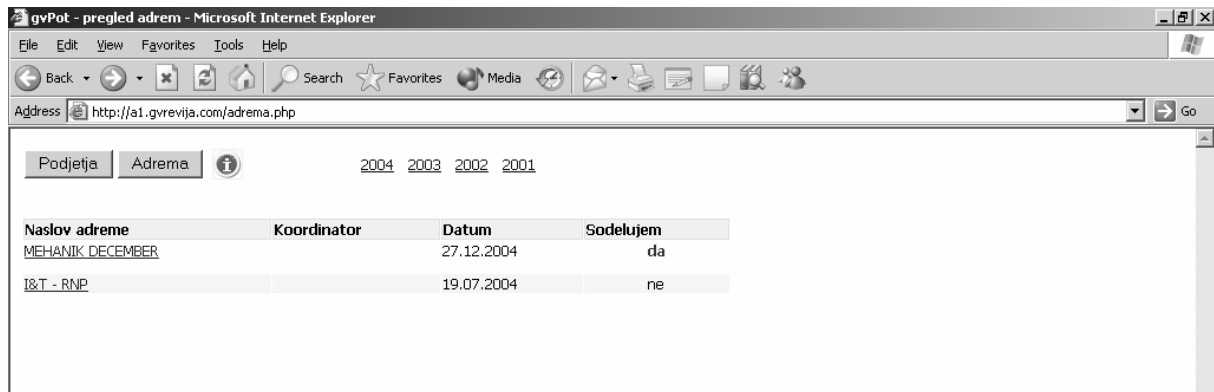 gvPot - pregled adrem - Microsoft Internet Explorer
File Edit View Favorites Tools Help
Back Search Favorites Media
Address http://a1.gvrevija.com/adrema.php Go
Podjetja Adrema 2004 2003 2002 2001
Naslov adreme Koordinator Datum Sodelujem
MEHANIK DECEMBER 27.12.2004 da
I&T - RNP 19.07.2004 ne